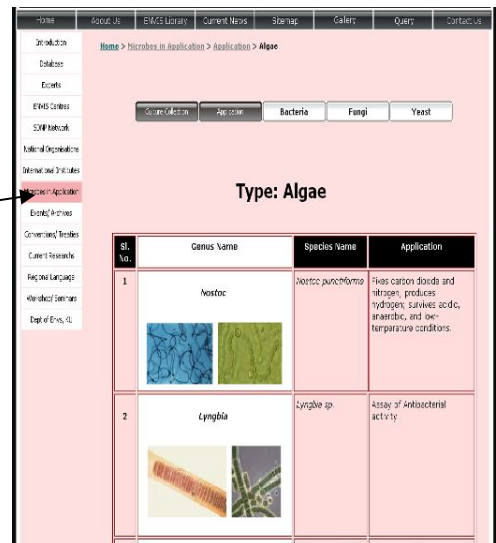 Home About Us ENVIS Library Current News Sitemap Gallery Query Contact Us
Introduction
Database
Experts
ENVIS Centres
SDNP Network
National Organisations
International Institutes
Microbes in Application
Events/ Archives
Conventions/ Treaties
Current Researchs
Regional Language
Workshop/ Seminars
Dept of Envs, KU
Home > Microbes in Application > Application > Algae
Culture Collection Application Bacteria Fungi Yeast
Type: Algae
Sl. No. Genus Name Species Name Application
1 Nostoc Nostoc punctiforme Fixes carbon dioxide and
nitrogen, produces
hydrogen; survives acidic,
anaerobic, and low-
temperature conditions.
2 Lyngbia Lyngbia sp. Assay of Antibacterial
activity